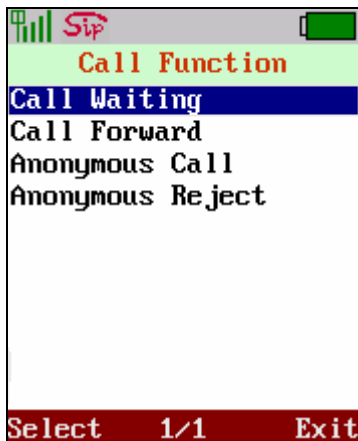 Sip
Call Function
Call Waiting
Call Forward
Anonymous Call
Anonymous Reject
Select 1/1 Exit